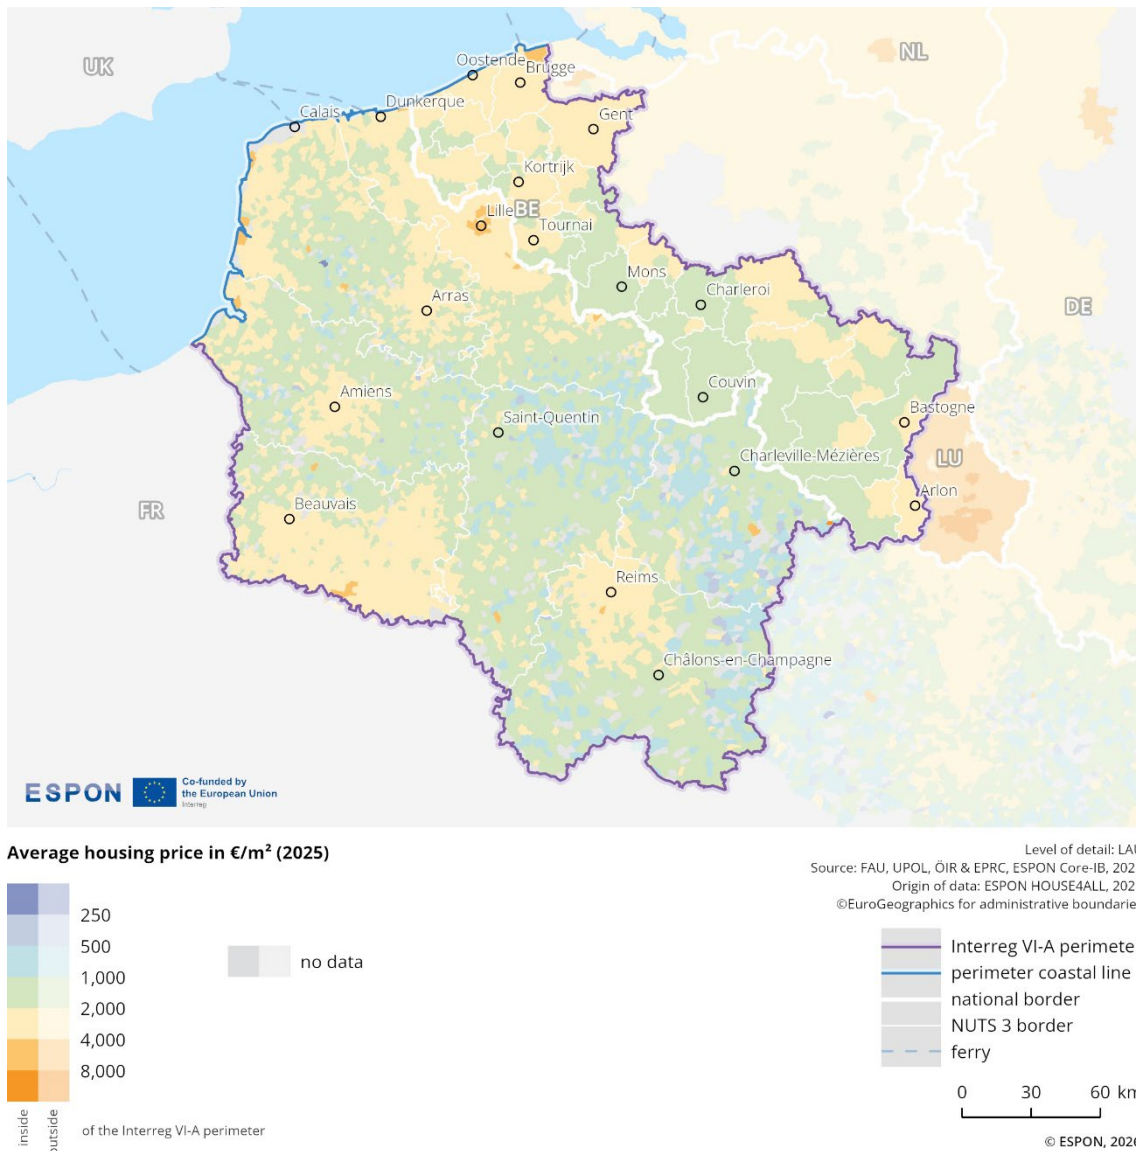 UK
NL
Oostende
Brugge
Dunkerque
Calais
Gent
Kortrijk
Lille
BE
Tournai
Mons
Charleroi
DE
Arras
Couvin
Amiens
Saint-Quentin
Bastogne
Charleville-Mézières
LU
Arlon
FR
Beauvais
Reims
Châlons-en-Champagne
ESPON
Co-funded by
the European Union
Interreg
Average housing price in €/m² (2025)
Level of detail: LAU
Source: FAU, UPOL, ÖIR & EPRC, ESPON Core-IB, 202
Origin of data: ESPON HOUSE4ALL, 202
©EuroGeographics for administrative boundarie
250
500
1,000
2,000
4,000
8,000
no data
inside
outside
of the Interreg VI-A perimeter
Interreg VI-A perimete
perimeter coastal line
national border
NUTS 3 border
ferry
0 30 60 km
© ESPON, 2026